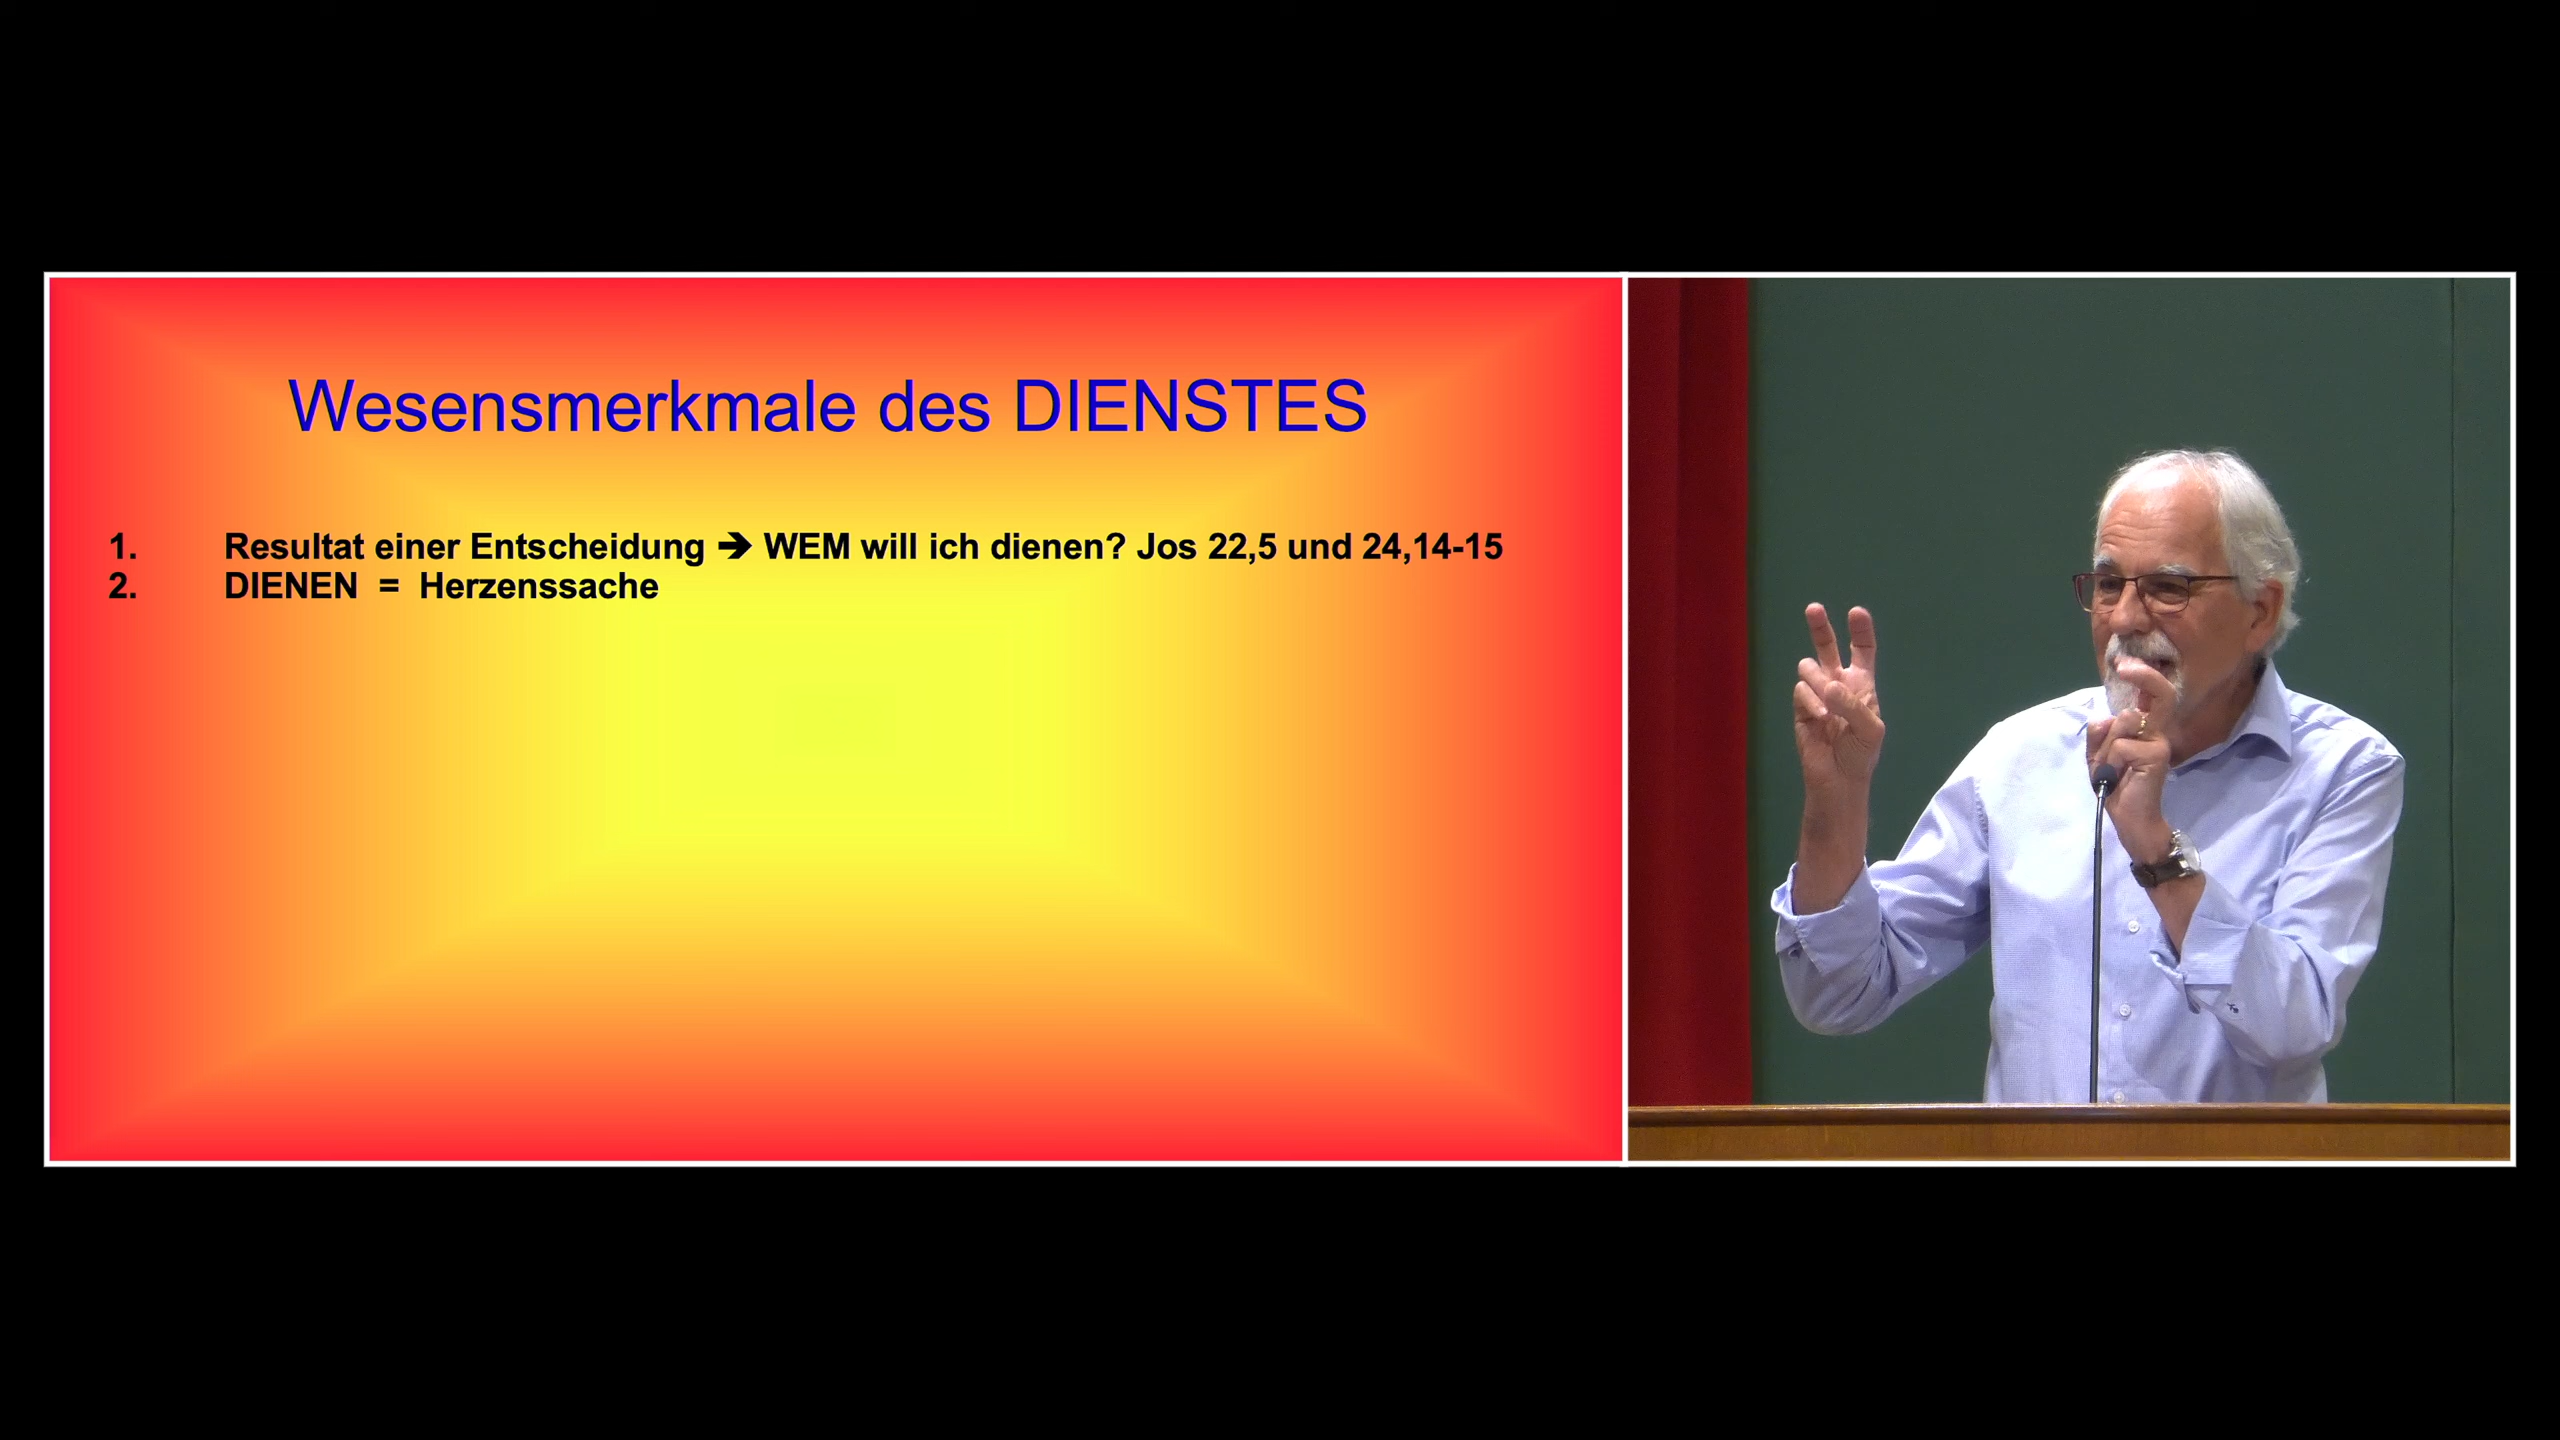 Wesensmerkmale des DIENSTES
1. Resultat einer Entscheidung ➔ WEM will ich dienen? Jos 22,5 und 24,14-15
2. DIENEN = Herzenssache